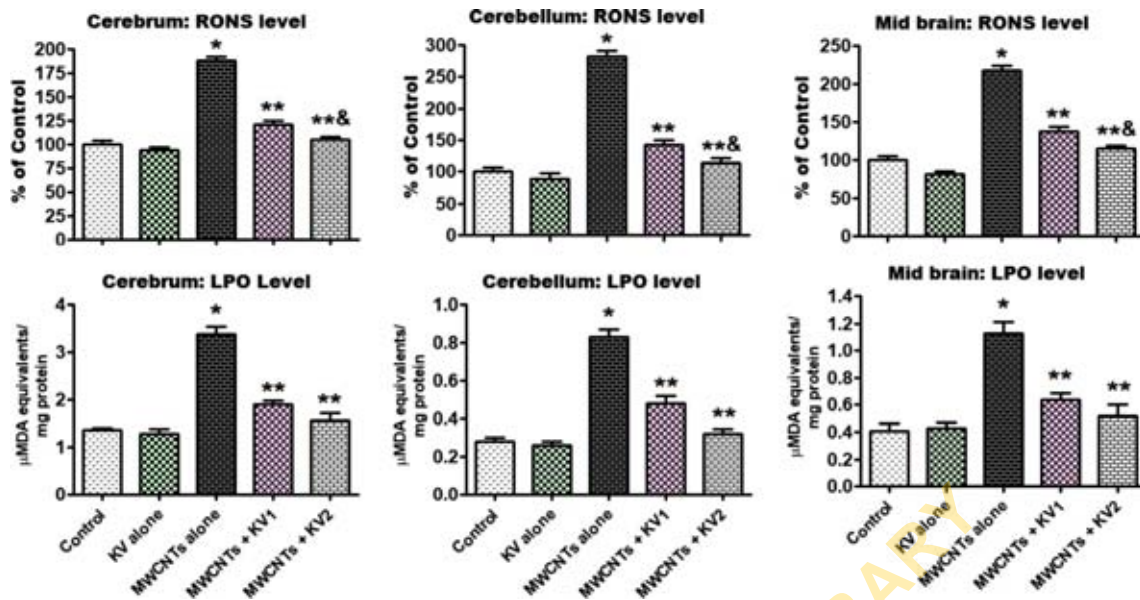 Cerebrum: RONS level
% of Control
200
175
150
125
100
75
50
25
0
*
**
**&
Cerebellum: RONS level
% of Control
300
250
200
150
100
50
0
*
**
**&
Mid brain: RONS level
% of Control
250
200
150
100
50
0
*
**
**&
Cerebrum: LPO Level
µMDA equivalents/
mg protein
4
3
2
1
0
*
**
**
Control
KV alone
MWCNTs alone
MWCNTs + KV1
MWCNTs + KV2
Cerebellum: LPO level
µMDA equivalents/
mg protein
1.0
0.8
0.6
0.4
0.2
0.0
*
**
**
Control
KV alone
MWCNTs alone
MWCNTs + KV1
MWCNTs + KV2
Mid brain: LPO level
µMDA equivalents/
mg protein
1.4
1.2
1.0
0.8
0.6
0.4
0.2
0.0
*
**
**
Control
KV alone
MWCNTs alone
MWCNTs + KV1
MWCNTs + KV2
RARY